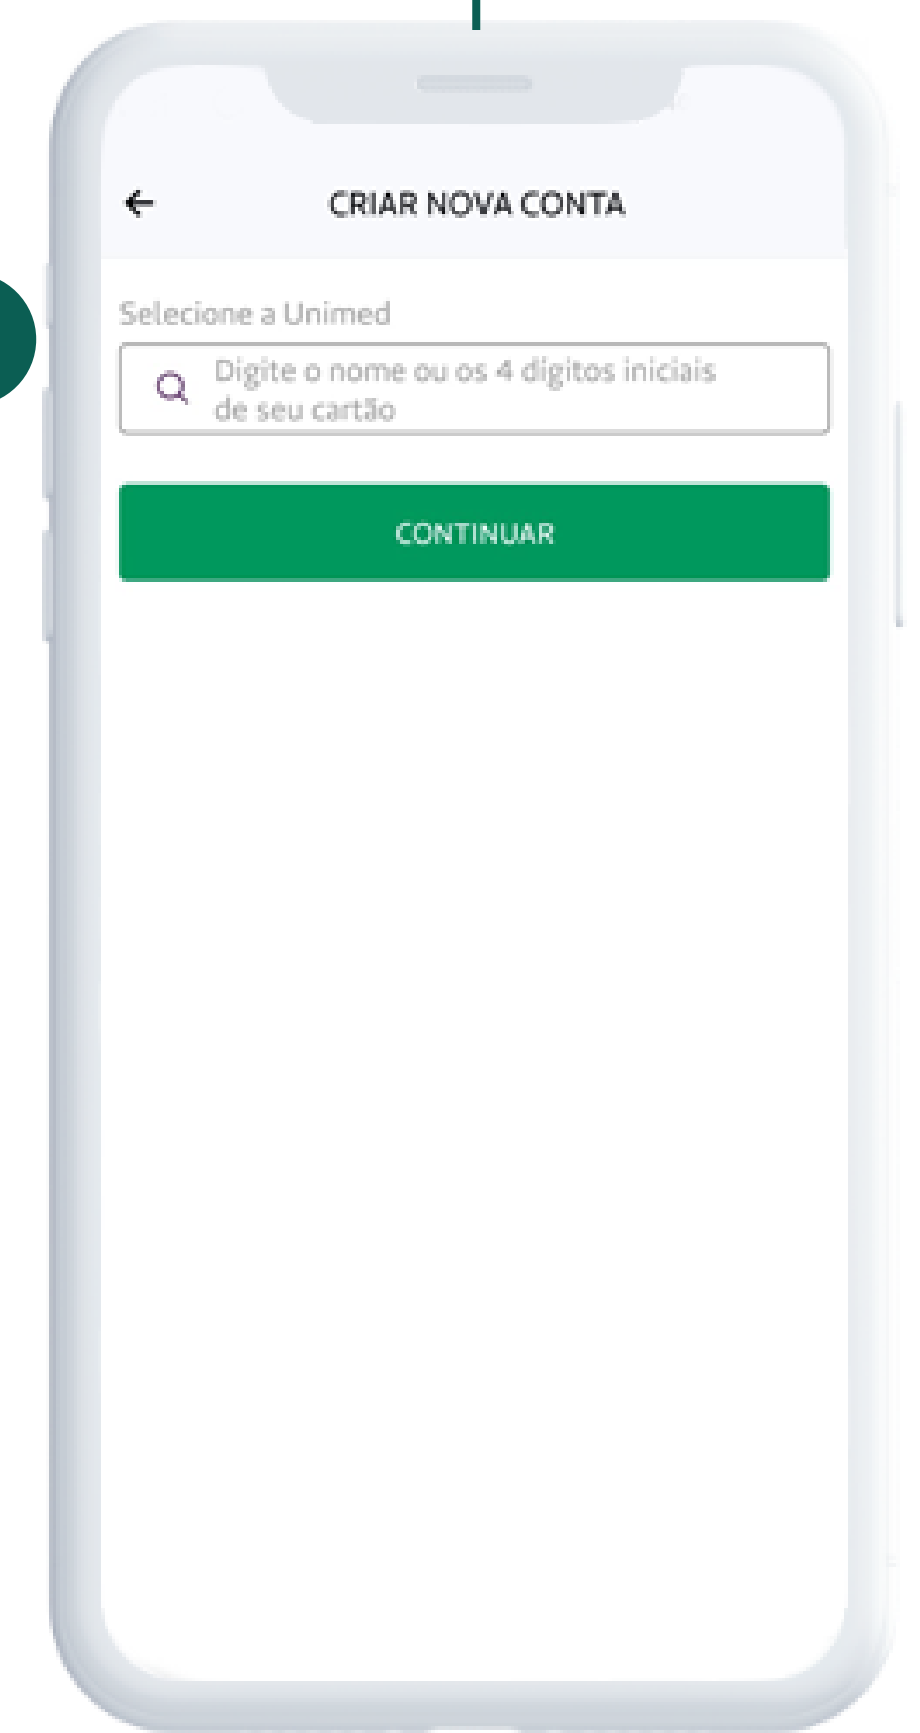 CRIAR NOVA CONTA
Selecione a Unimed
Digite o nome ou os 4 dígitos iniciais
de seu cartão
CONTINUAR